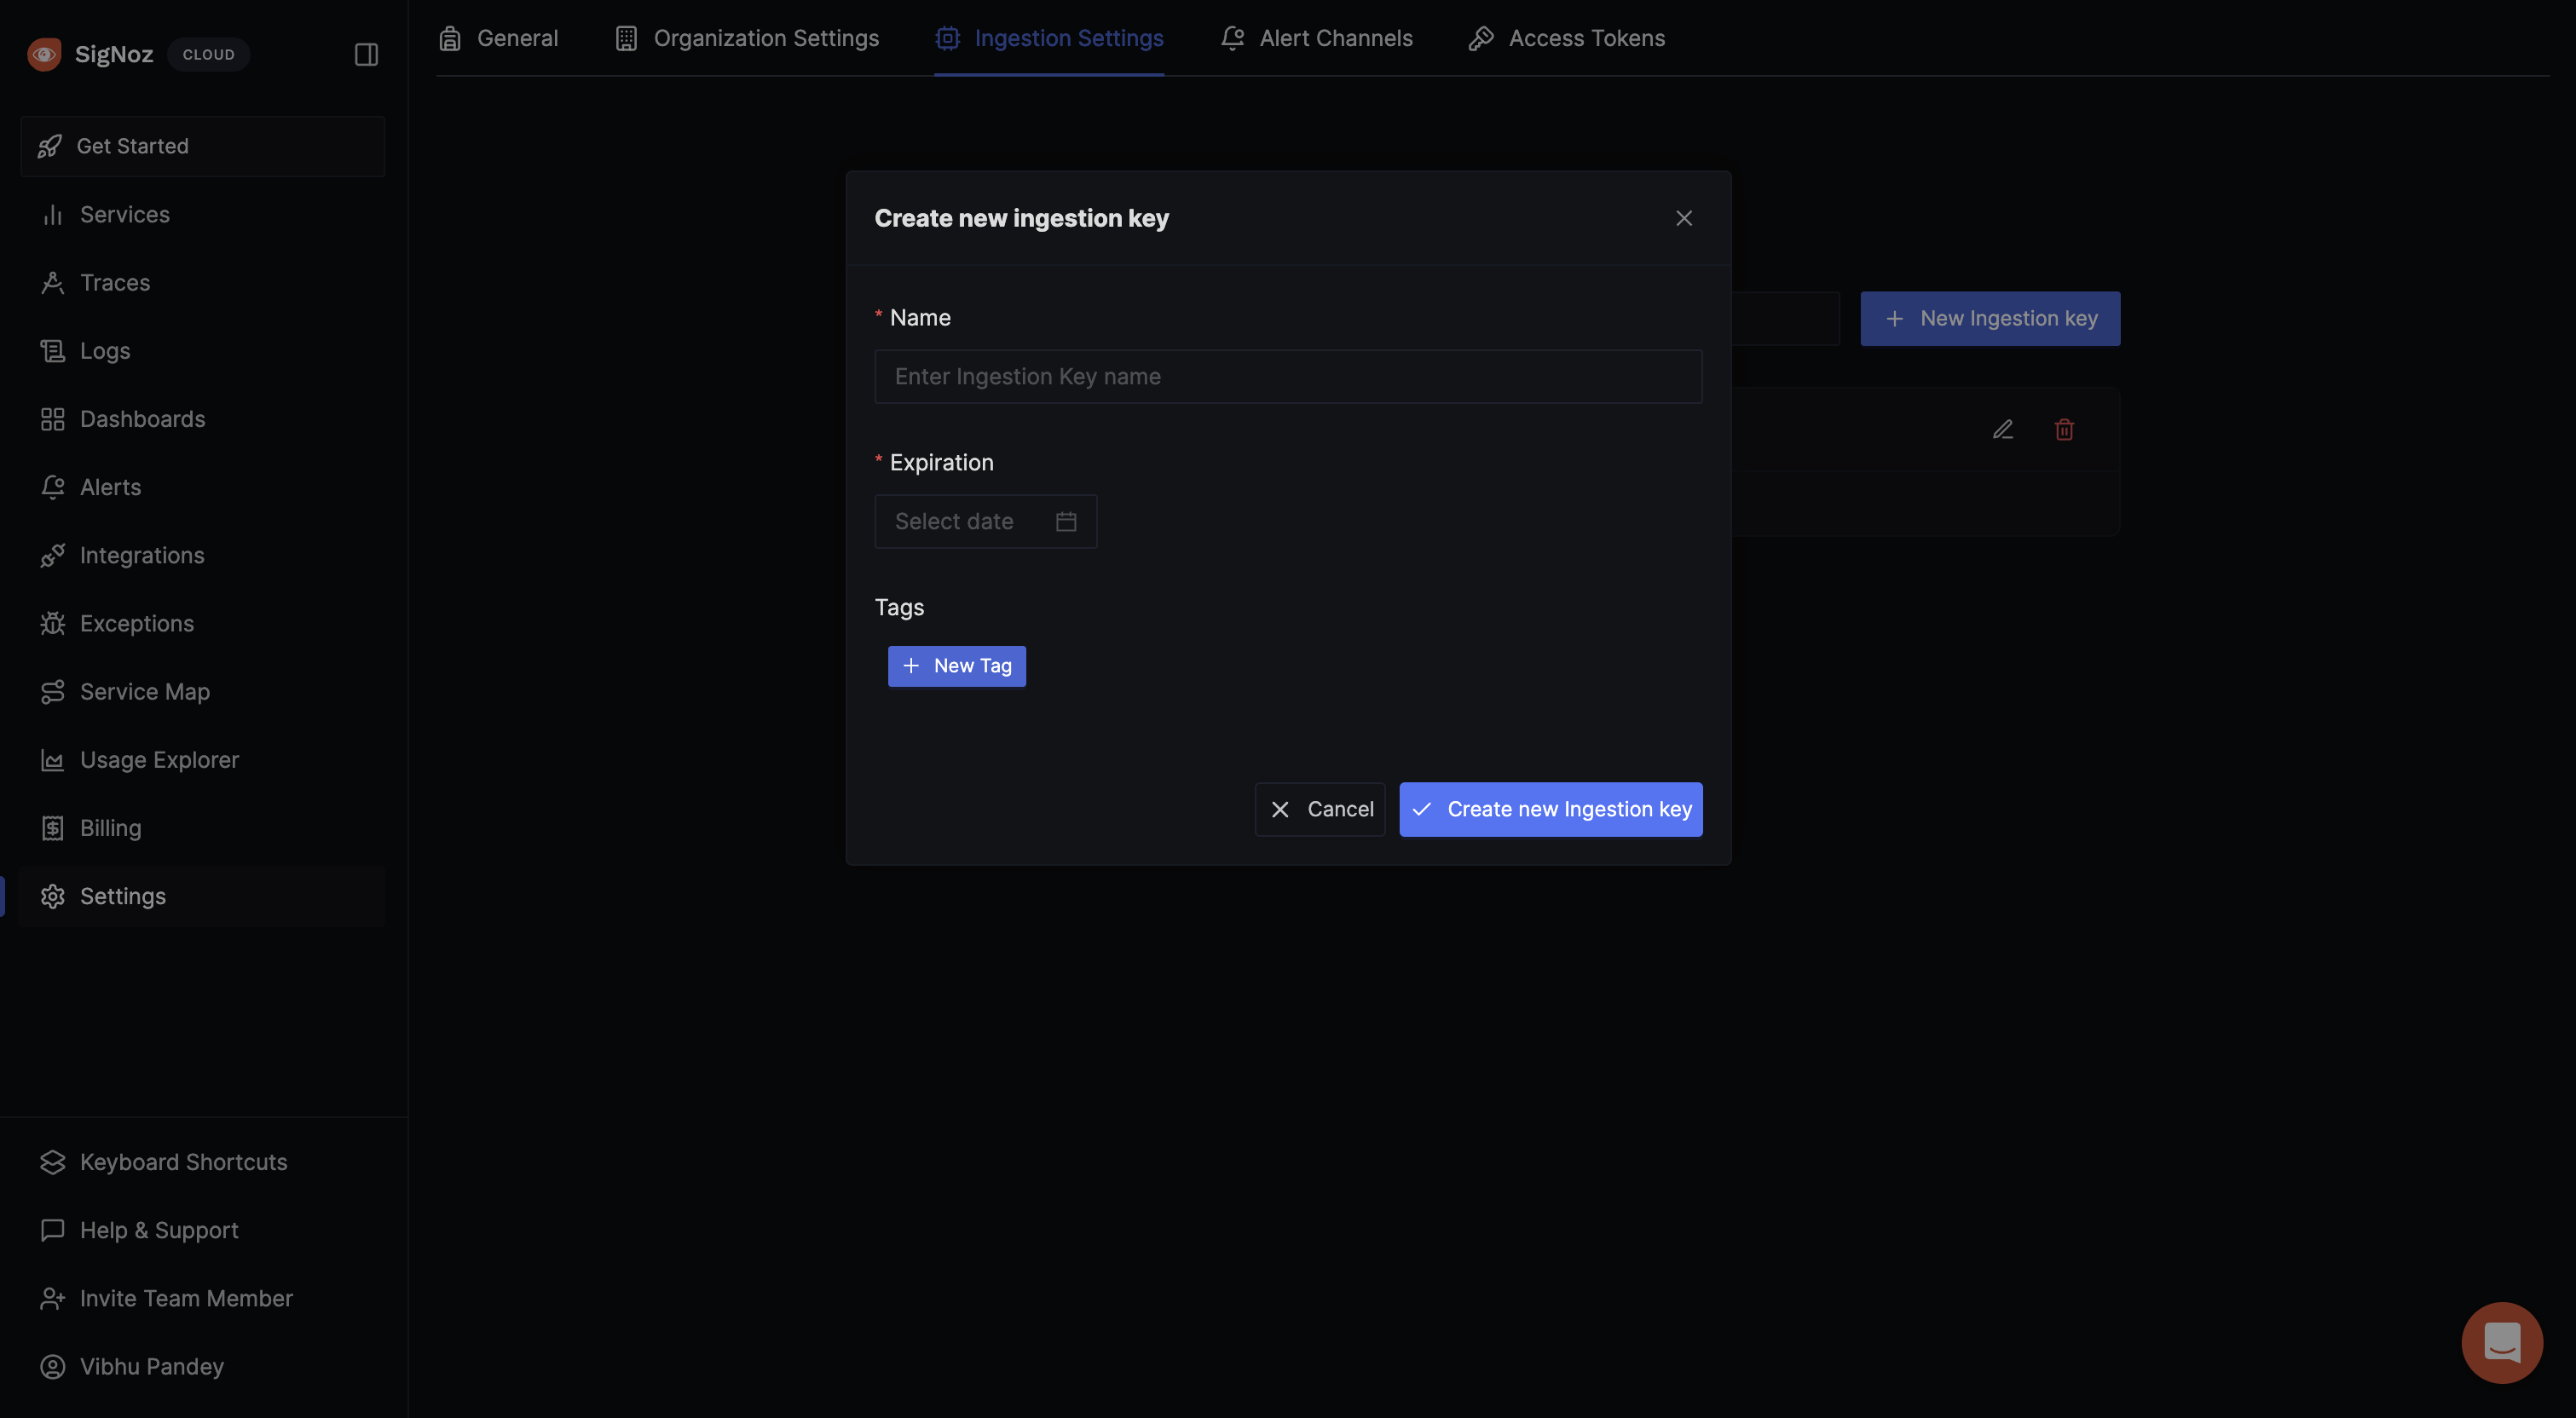 SigNoz CLOUD
Get Started
Services
Traces
Logs
Dashboards
Alerts
Integrations
Exceptions
Service Map
Usage Explorer
Billing
Settings
Keyboard Shortcuts
Help & Support
Invite Team Member
Vibhu Pandey
General Organization Settings Ingestion Settings Alert Channels Access Tokens
New Ingestion key
Create new ingestion key
* Name
Enter Ingestion Key name
* Expiration
Select date
Tags
New Tag
Cancel Create new Ingestion key